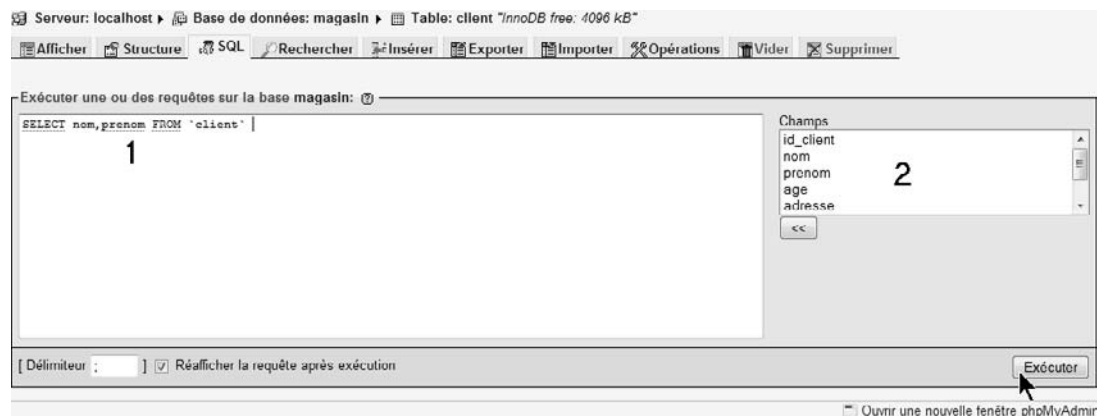 Serveur: localhost ▸ Base de données: magasin ▸ Table: client "InnoDB free: 4096 kB"
Afficher Structure SQL Rechercher Insérer Exporter Importer Opérations Vider Supprimer
Exécuter une ou des requêtes sur la base magasin:
SELECT nom,prenom FROM `client`
1
Champs
id_client
nom
prenom
age
adresse
2
<<
[ Délimiteur ; ] Réafficher la requête après exécution
Exécuter
Ouvrir une nouvelle fenêtre phpMyAdmin